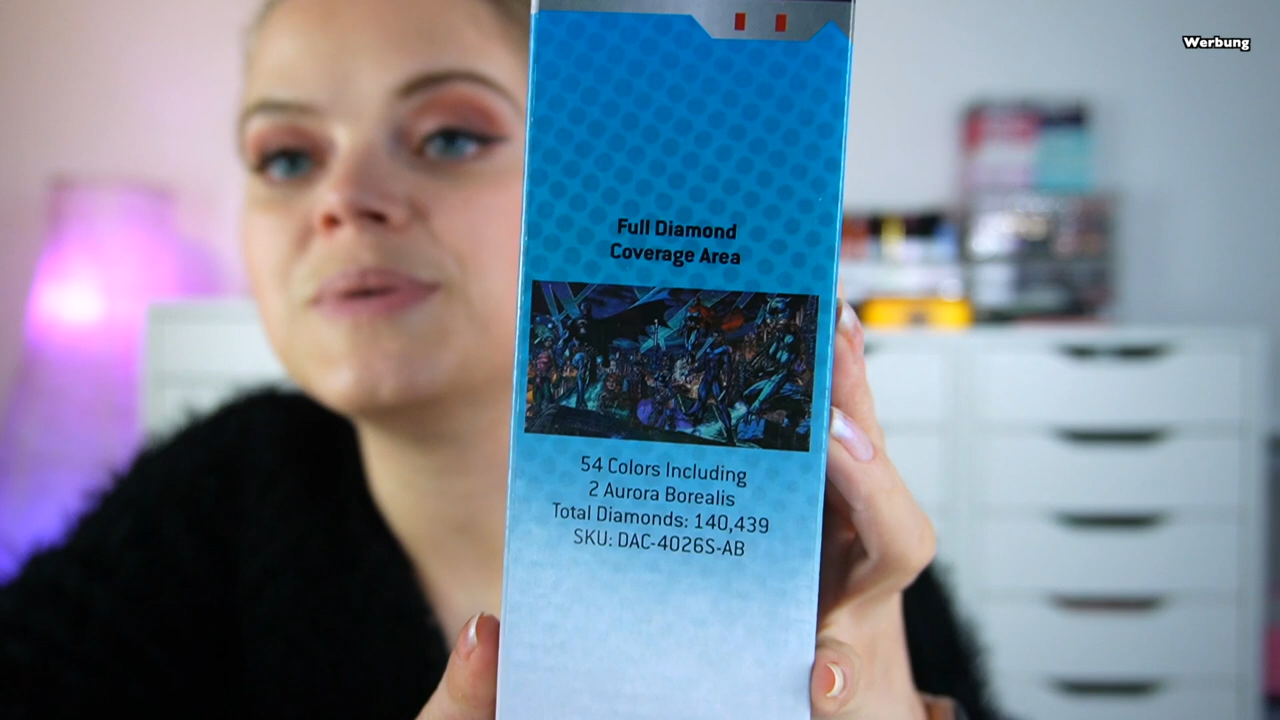 Werbung
Full Diamond
Coverage Area
54 Colors Including
2 Aurora Borealis
Total Diamonds: 140,439
SKU: DAC-4026S-AB